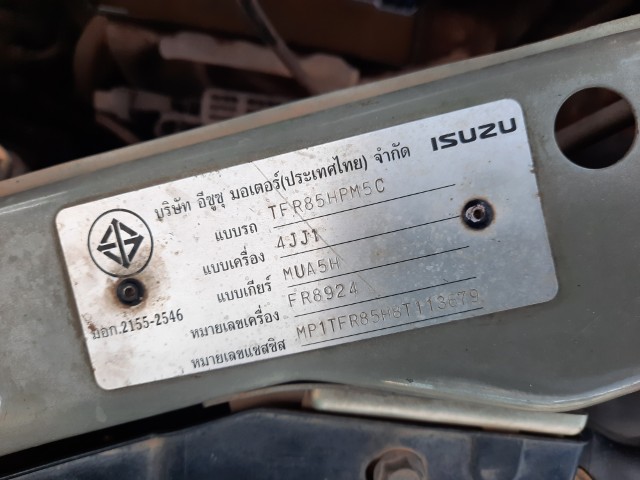 บริษัท อีซูซุ มอเตอร์(ประเทศไทย) จำกัด ISUZU
แบบรถ TFR85HPM5C
แบบเครื่อง 4JJ1
แบบเกียร์ MUA5H
หมายเลขเครื่อง FR8924
หมายเลขแชสซิส MP1TFR85H8T113679
มอก.2155-2546